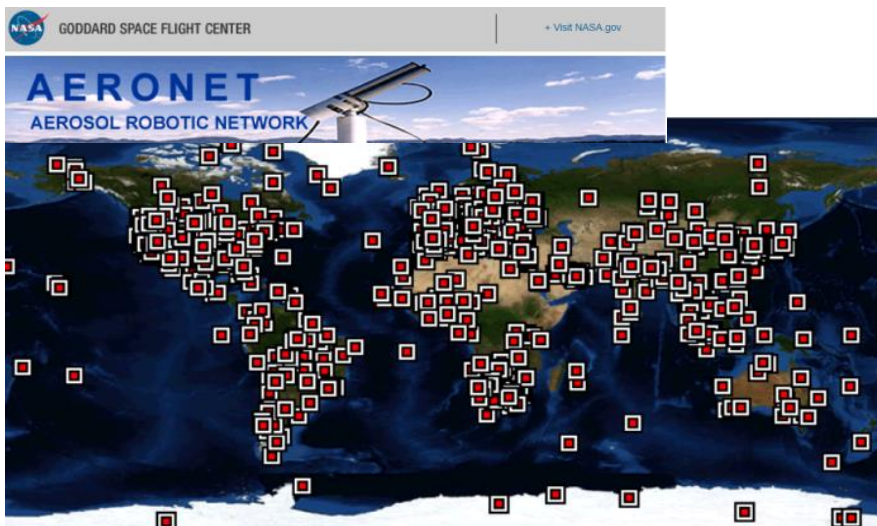 NASA
GODDARD SPACE FLIGHT CENTER
+ Visit NASA.gov
AERONET
AEROSOL ROBOTIC NETWORK